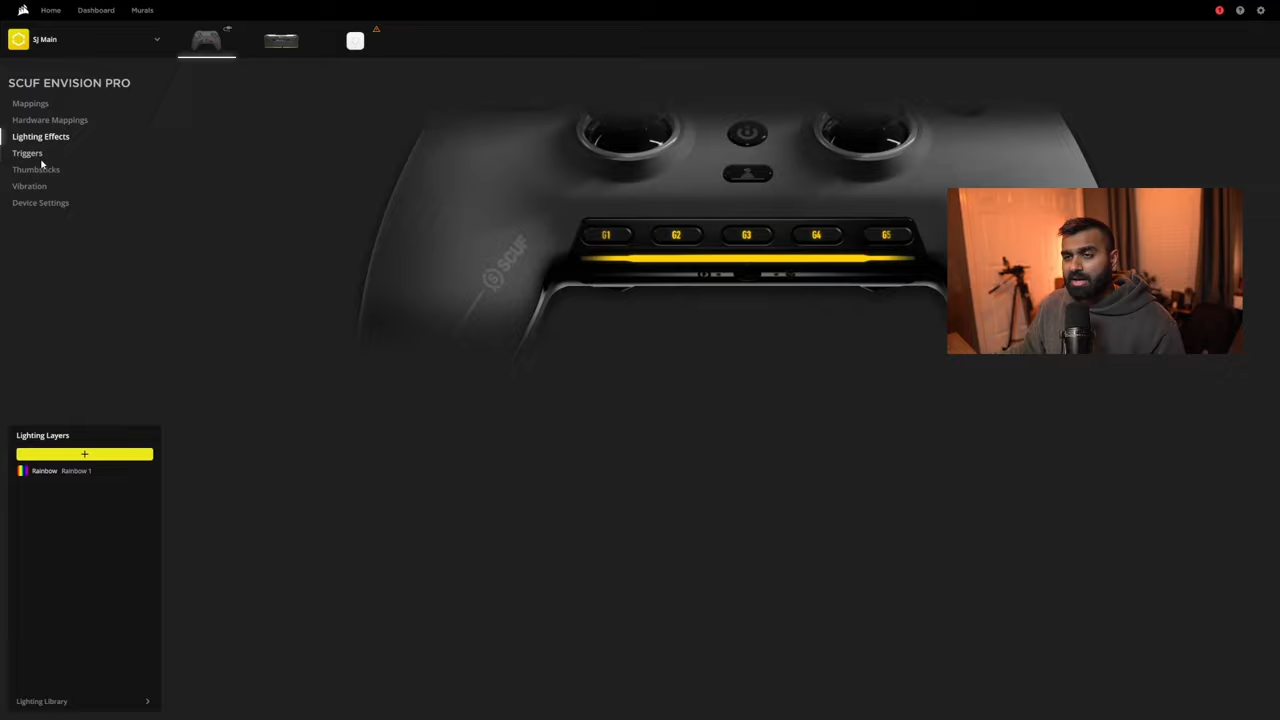 Home Dashboard Murals
SJ Main
SCUF ENVISION PRO
Mappings
Hardware Mappings
Lighting Effects
Triggers
Thumbsticks
Vibration
Device Settings
G1 G2 G3 G4 G5
SCUF
Lighting Layers
+
Rainbow Rainbow 1
Lighting Library